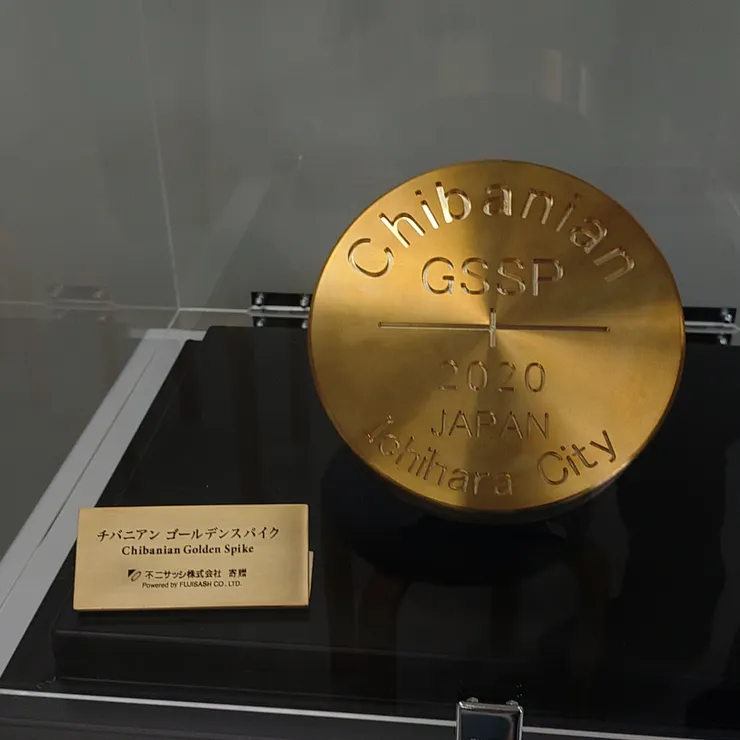 Chibanian
GSSP
2020
JAPAN
Ichihara City
チバニアン ゴールデンスパイク
Chibanian Golden Spike
不二サッシ株式会社 寄贈
Powered by FUJISASH CO. LTD.